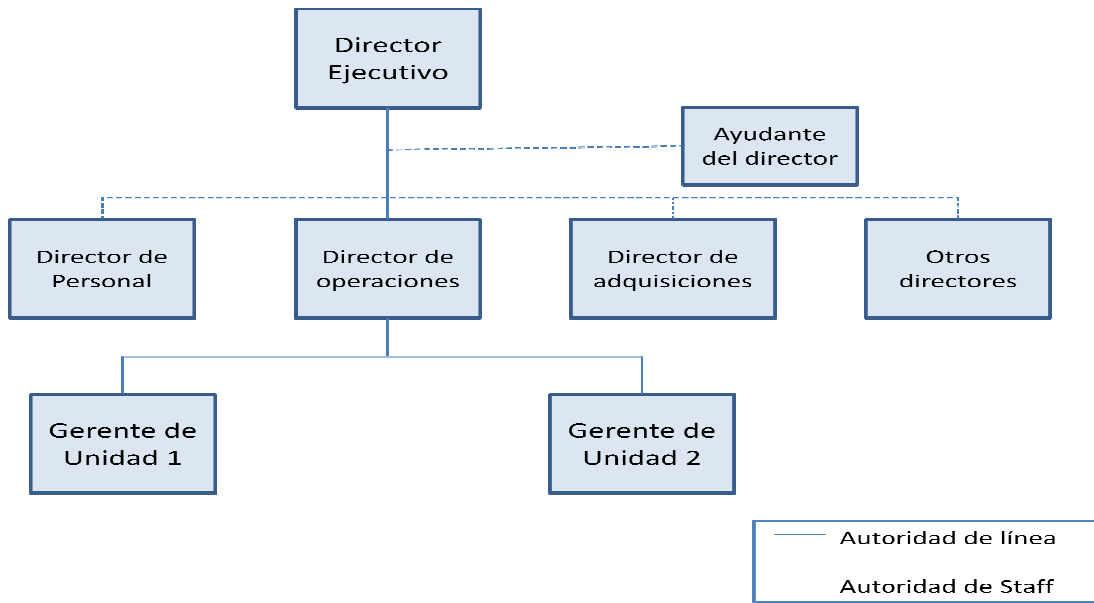 Director
Ejecutivo
Ayudante
del director
Director de
Personal
Director de
operaciones
Director de
adquisiciones
Otros
directores
Gerente de
Unidad 1
Gerente de
Unidad 2
Autoridad de línea
Autoridad de Staff